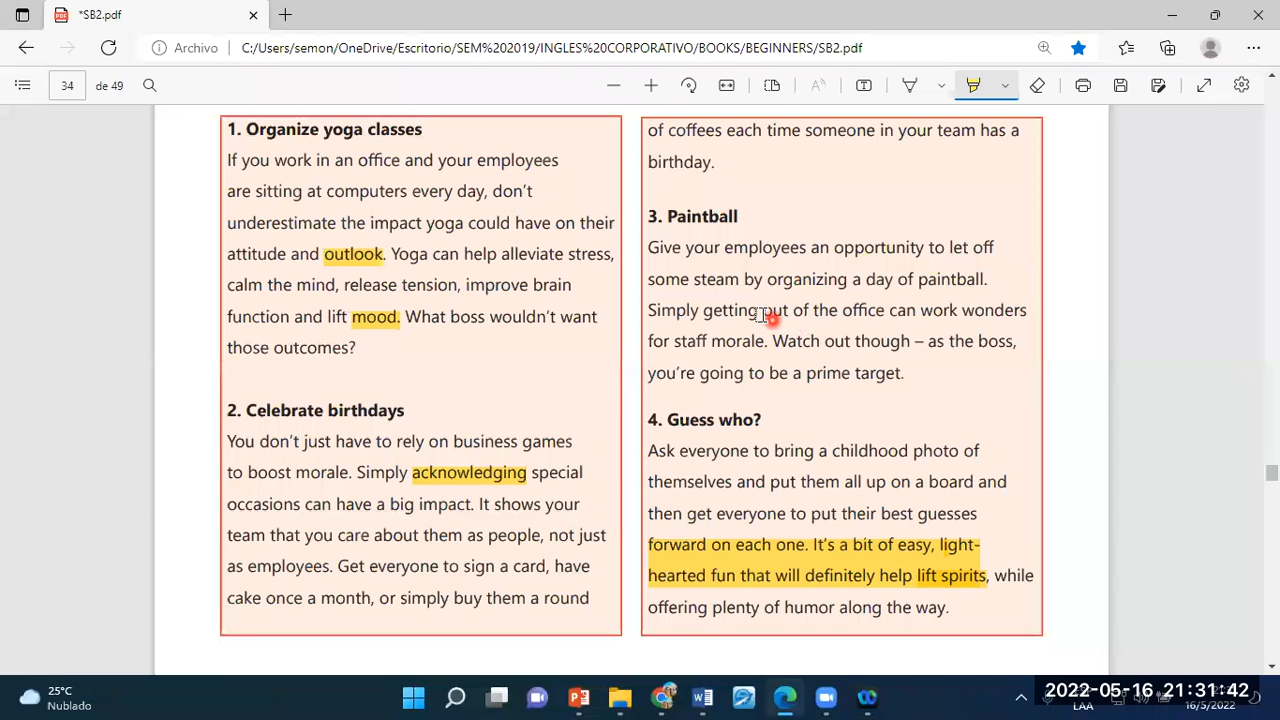 *SB2.pdf
Archivo
C:/Users/semon/OneDrive/Escritorio/SEM%202019/INGLES%20CORPORATIVO/BOOKS/BEGINNERS/SB2.pdf
34
de 49
1. Organize yoga classes
If you work in an office and your employees
are sitting at computers every day, don’t
underestimate the impact yoga could have on their
attitude and outlook. Yoga can help alleviate stress,
calm the mind, release tension, improve brain
function and lift mood. What boss wouldn’t want
those outcomes?
2. Celebrate birthdays
You don’t just have to rely on business games
to boost morale. Simply acknowledging special
occasions can have a big impact. It shows your
team that you care about them as people, not just
as employees. Get everyone to sign a card, have
cake once a month, or simply buy them a round
of coffees each time someone in your team has a
birthday.
3. Paintball
Give your employees an opportunity to let off
some steam by organizing a day of paintball.
Simply getting out of the office can work wonders
for staff morale. Watch out though – as the boss,
you’re going to be a prime target.
4. Guess who?
Ask everyone to bring a childhood photo of
themselves and put them all up on a board and
then get everyone to put their best guesses
forward on each one. It’s a bit of easy, light-
hearted fun that will definitely help lift spirits, while
offering plenty of humor along the way.
25°C
Nublado
2022-05-16 21:31:42
LAA
16/5/2022